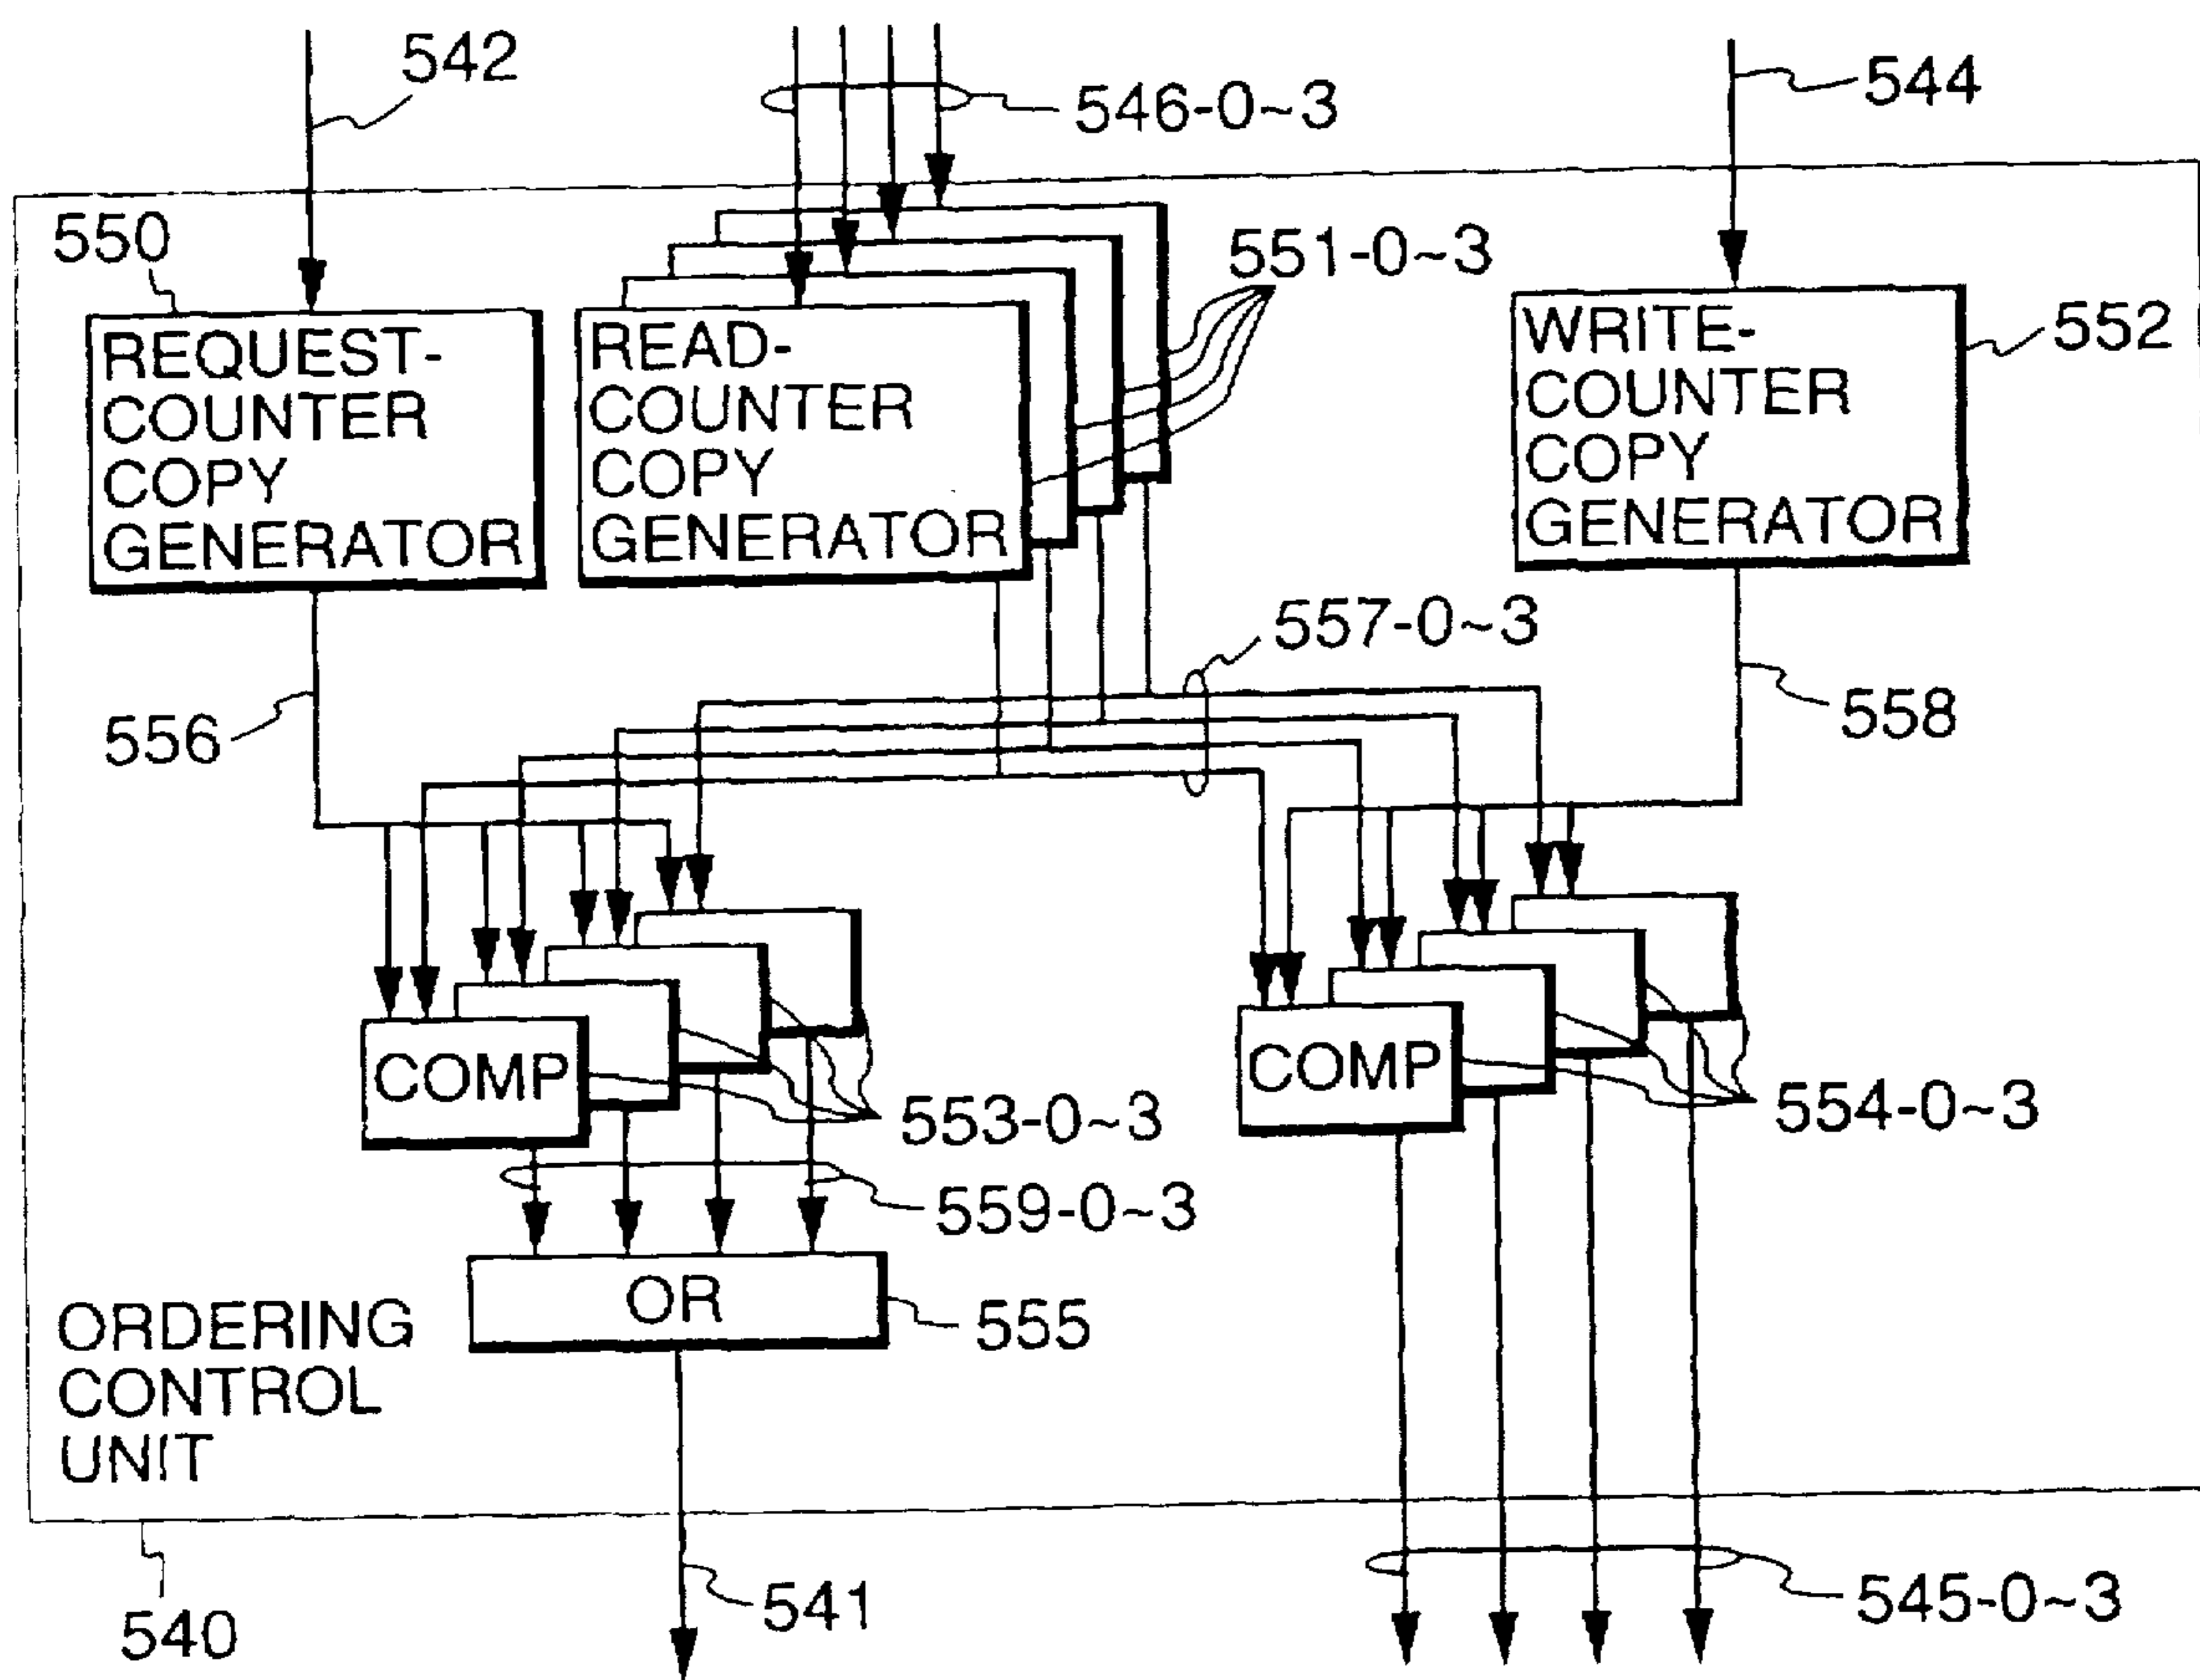 542
546-0~3
544
550
551-0~3
REQUEST-
COUNTER
COPY
GENERATOR
READ-
COUNTER
COPY
GENERATOR
WRITE-
COUNTER
COPY
GENERATOR
552
557-0~3
556
558
COMP
553-0~3
COMP
554-0~3
559-0~3
OR
555
ORDERING
CONTROL
UNIT
540
541
545-0~3